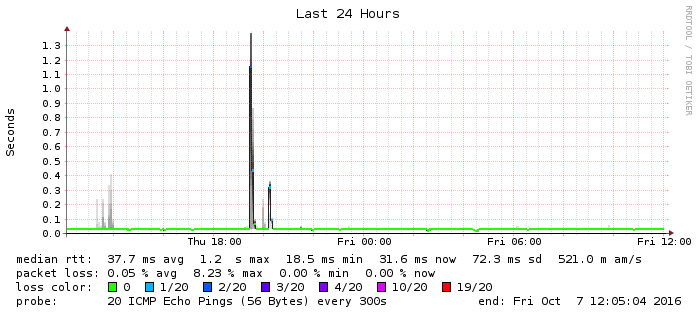 Last 24 Hours
RRDTOOL / TOBI OETIKER
Seconds
1.3
1.2
1.1
1.0
0.9
0.8
0.7
0.6
0.5
0.4
0.3
0.2
0.1
0.0
Thu 18:00 Fri 00:00 Fri 06:00 Fri 12:00
median rtt: 37.7 ms avg 1.2 s max 18.5 ms min 31.6 ms now 72.3 ms sd 521.0 m am/s
packet loss: 0.05 % avg 8.23 % max 0.00 % min 0.00 % now
loss color: 0 1/20 2/20 3/20 4/20 10/20 19/20
probe: 20 ICMP Echo Pings (56 Bytes) every 300s end: Fri Oct 7 12:05:04 2016